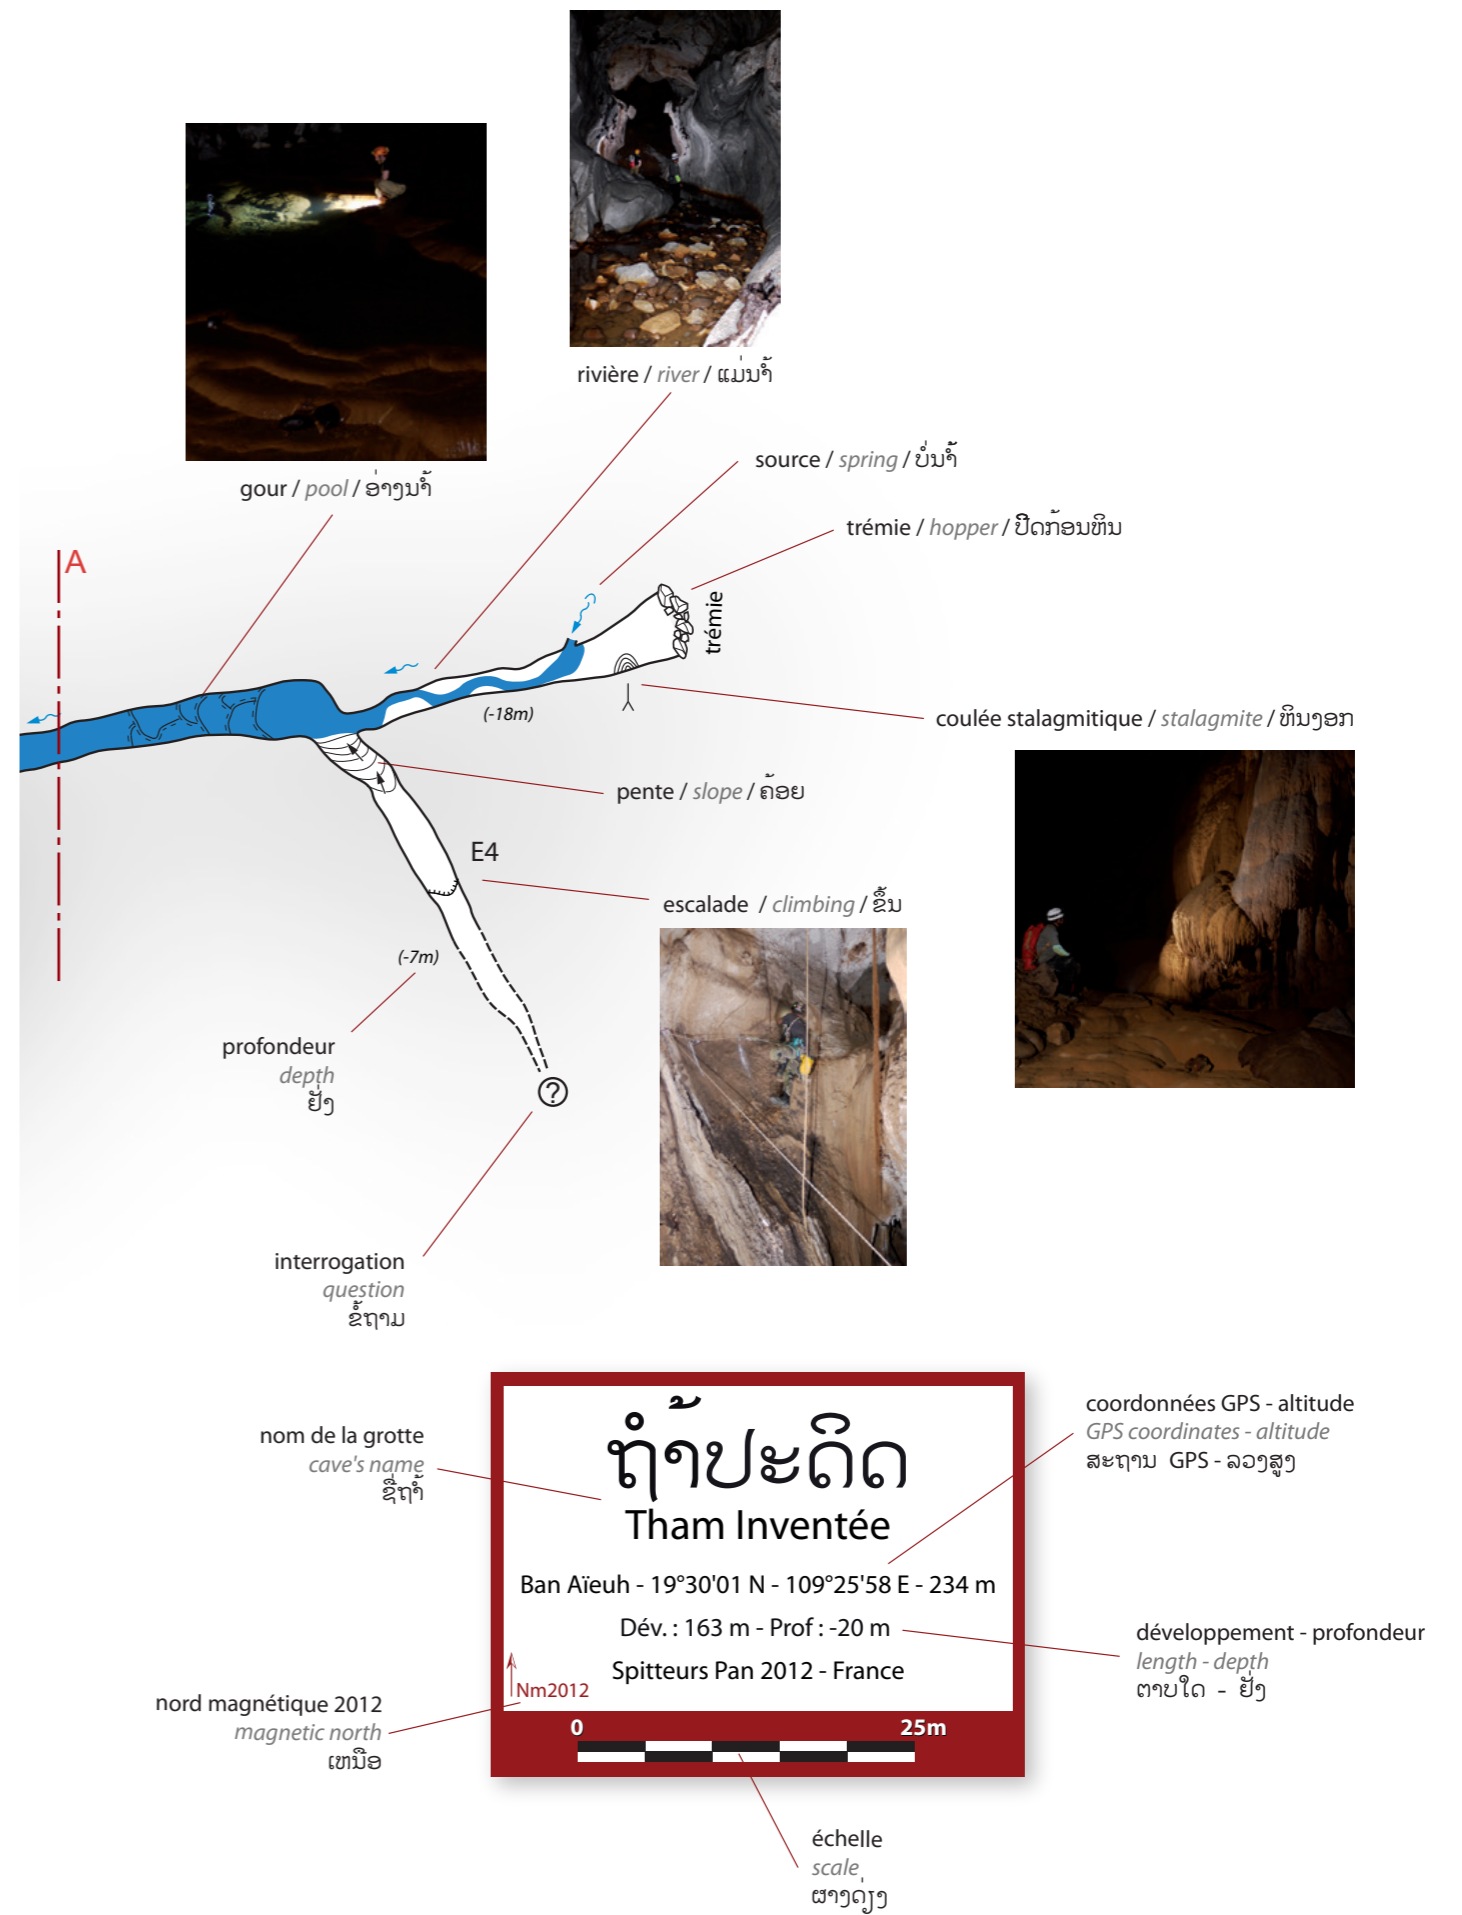 rivière / river / ແມ່ນ້ຳ
source / spring / ບໍ່ນ້ຳ
gour / pool / ອ່າງນ້ຳ
trémie / hopper / ປີດກ້ອນຫິນ
A
trémie
(-18m)
coulée stalagmitique / stalagmite / ຫິນງອກ
pente / slope / ຄ້ອຍ
E4
escalade / climbing / ຂຶ້ນ
(-7m)
profondeur
depth
ຢັ່ງ
?
interrogation
question
ຂໍ້ຖາມ
ຖ້ຳປະດິດ
Tham Inventée
Ban Aïeuh - 19°30'01 N - 109°25'58 E - 234 m
Dév. : 163 m - Prof : -20 m
Spitteurs Pan 2012 - France
Nm2012
0 25m
nom de la grotte
cave's name
ຊື່ຖ້ຳ
coordonnées GPS - altitude
GPS coordinates - altitude
ສະຖານ GPS - ລວງສູງ
développement - profondeur
length - depth
ຕາບໃດ - ຢັ່ງ
nord magnétique 2012
magnetic north
ເຫນືອ
échelle
scale
ຜາງດ່ຽງ